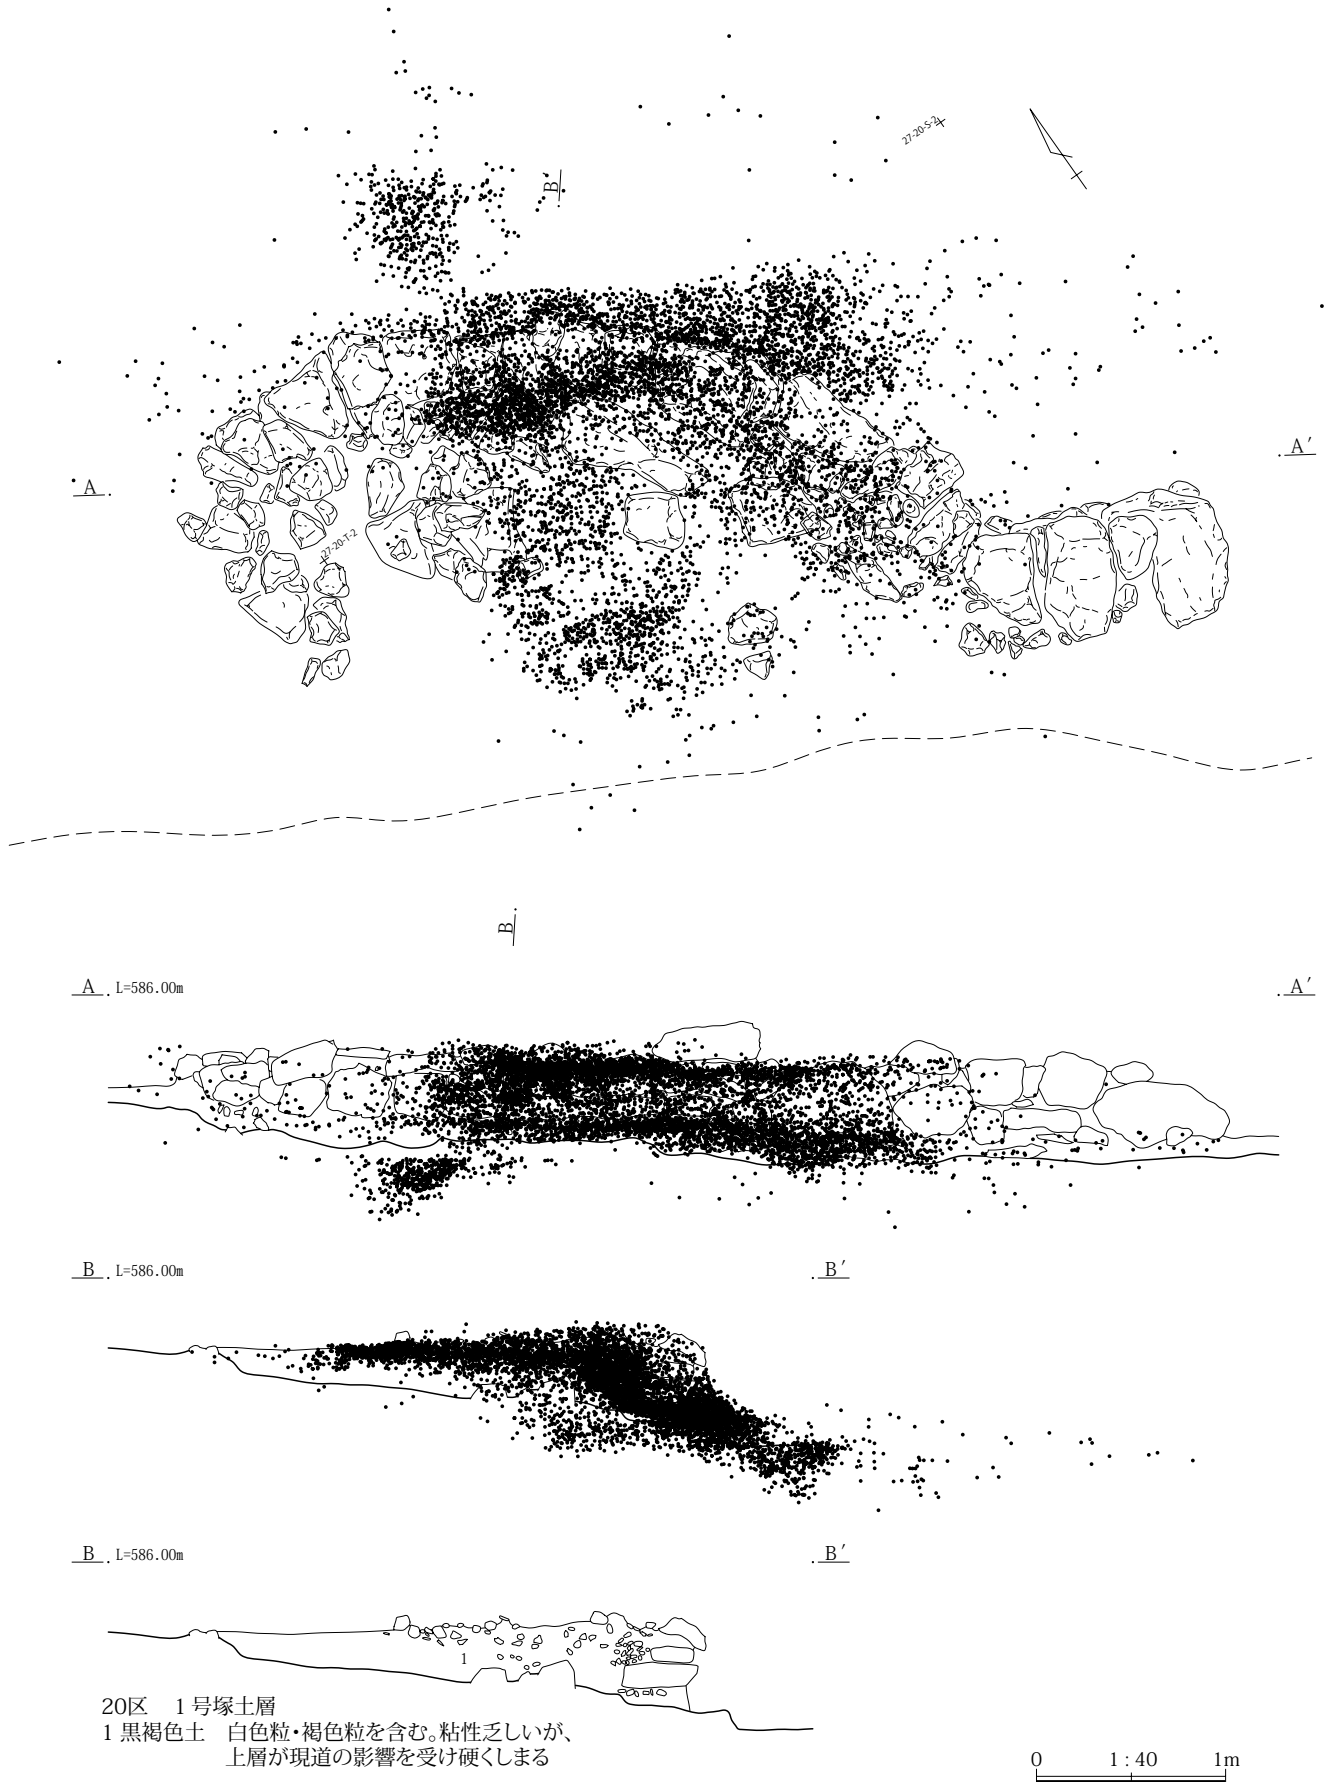 27-20-S-2
B′
A′
A
27-20-T-2
B
A L=586.00m A′
B L=586.00m B′
B L=586.00m B′
1
20区 1号塚土層
1 黒褐色土 白色粒・褐色粒を含む。粘性乏しいが、
上層が現道の影響を受け硬くしまる
0 1:40 1m